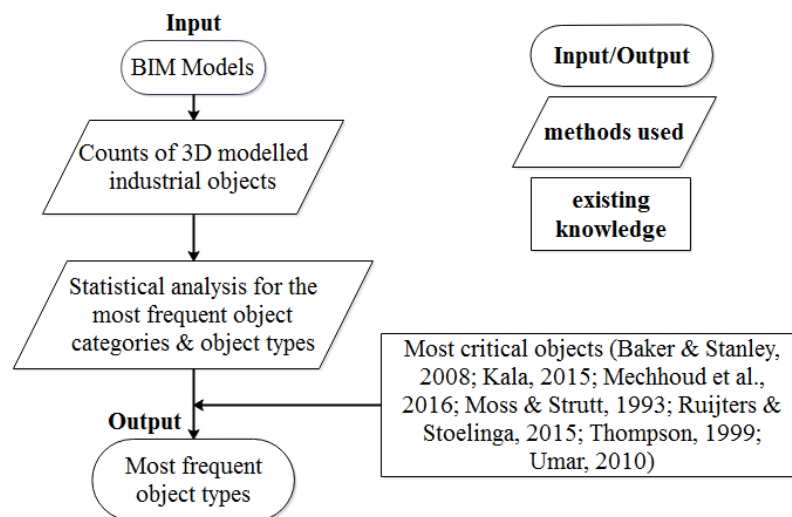 Input
BIM Models
Counts of 3D modelled
industrial objects
Statistical analysis for the
most frequent object
categories & object types
Output
Most frequent
object types
Most critical objects (Baker & Stanley,
2008; Kala, 2015; Mechhoud et al.,
2016; Moss & Strutt, 1993; Ruijters &
Stoelinga, 2015; Thompson, 1999;
Umar, 2010)
Input/Output
methods used
existing
knowledge